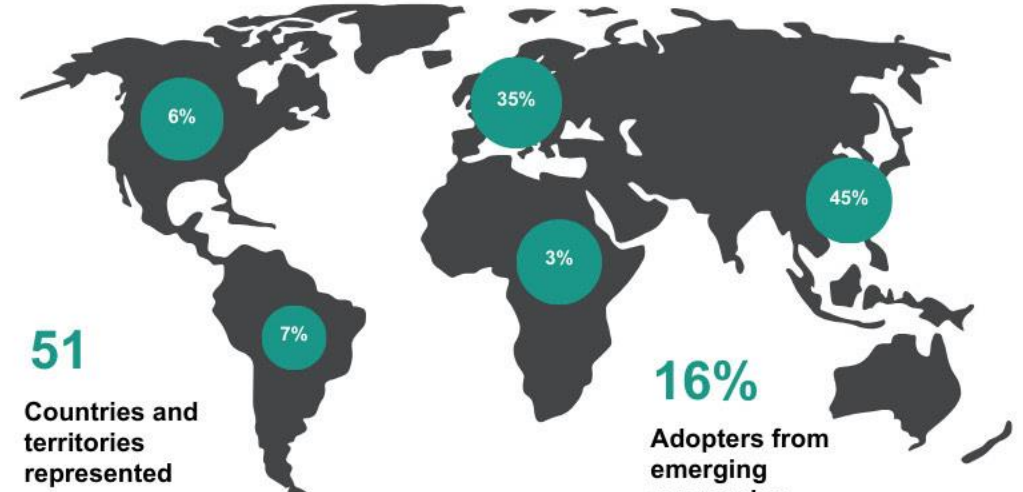 6%
35%
45%
3%
7%
51
Countries and
territories
represented
16%
Adopters from
emerging